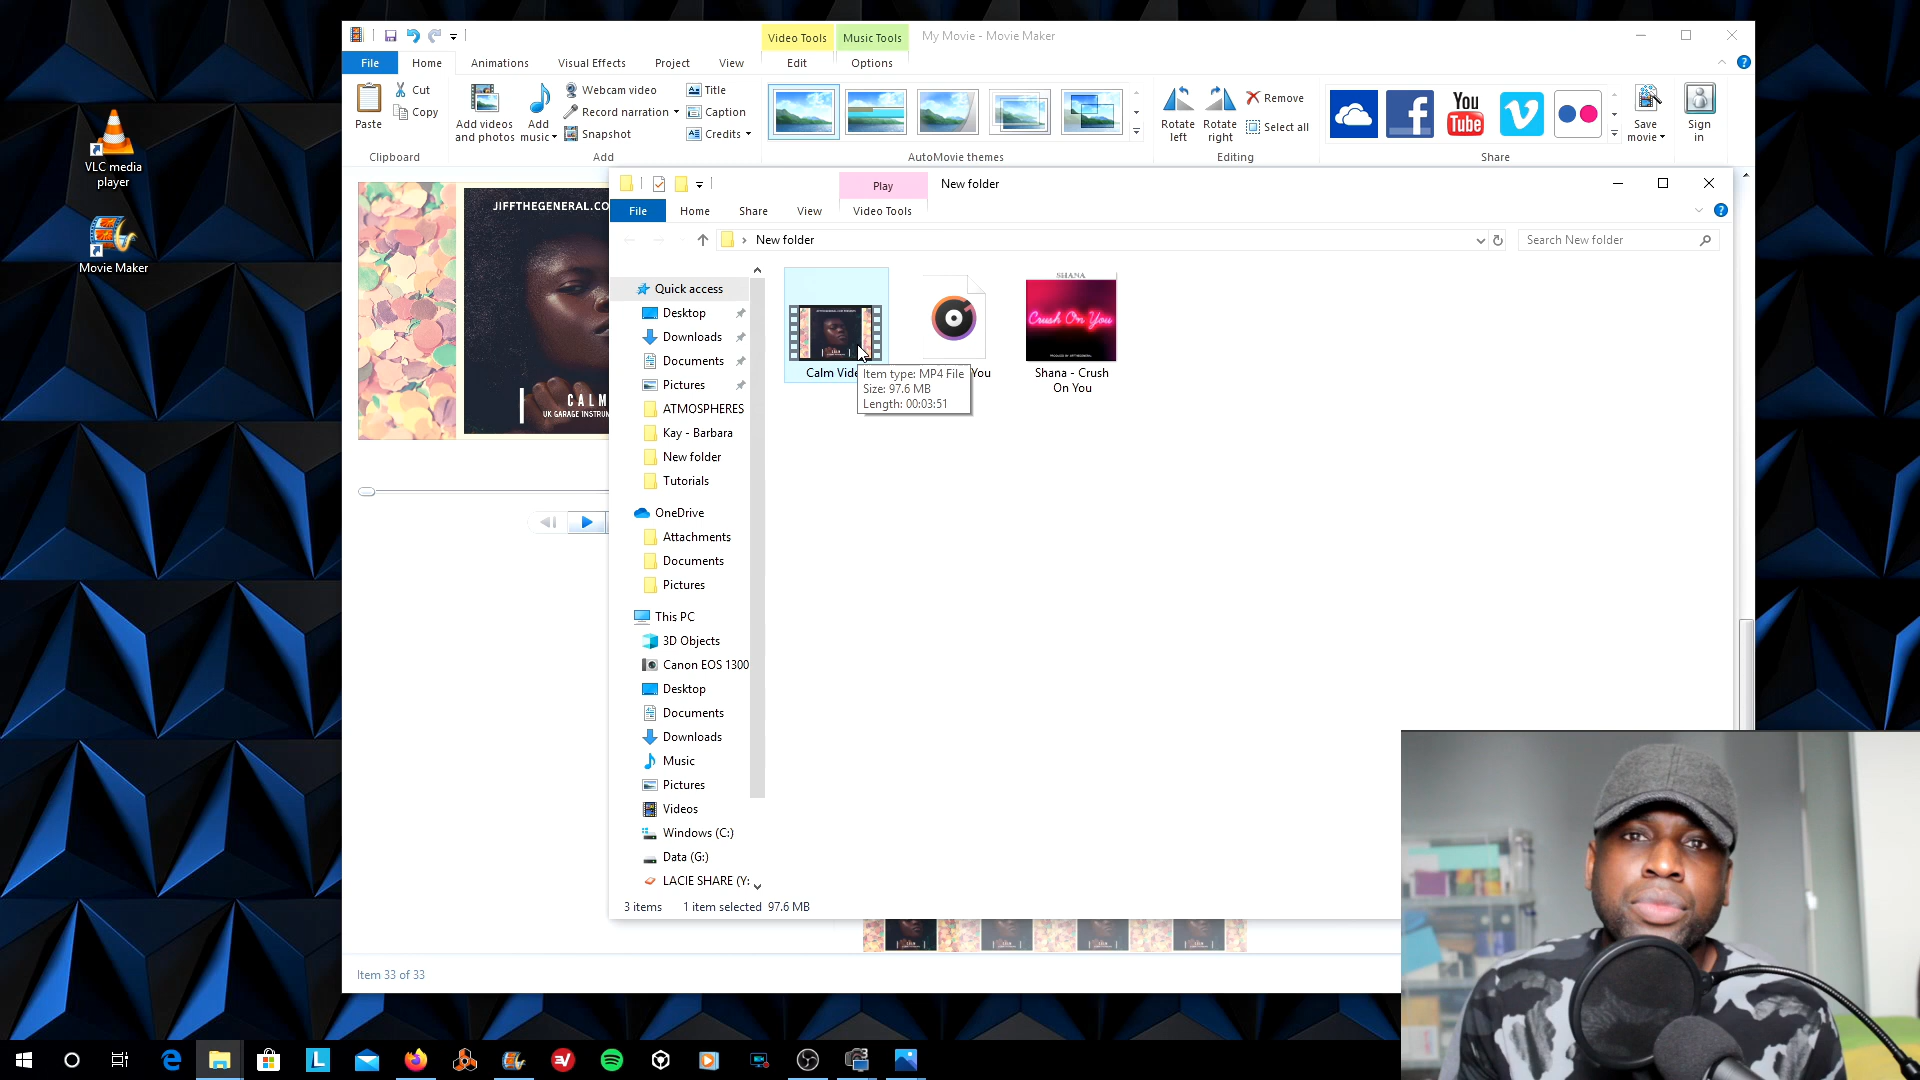 Video Tools
Music Tools
My Movie - Movie Maker
File
Home
Animations
Visual Effects
Project
View
Edit
Options
Paste
Cut
Copy
Clipboard
Add videos
and photos
Add
music
Webcam video
Record narration
Snapshot
Title
Caption
Credits
Add
AutoMovie themes
Rotate
left
Rotate
right
Remove
Select all
Editing
You
Tube
Save
movie
Share
Sign
in
VLC media
player
Movie Maker
JIFFTHEGENERAL.CO
CALM
UK GARAGE INSTRUM
Play
New folder
File
Home
Share
View
Video Tools
New folder
Search New folder
Quick access
Desktop
Downloads
Documents
Pictures
ATMOSPHERES
Kay - Barbara
New folder
Tutorials
OneDrive
Attachments
Documents
Pictures
This PC
3D Objects
Canon EOS 1300
Desktop
Documents
Downloads
Music
Pictures
Videos
Windows (C:)
Data (G:)
LACIE SHARE (Y:
Calm Vide
You
Item type: MP4 File
Size: 97.6 MB
Length: 00:03:51
SHANA
Crush On You
Shana - Crush
On You
3 items
1 item selected 97.6 MB
Item 33 of 33